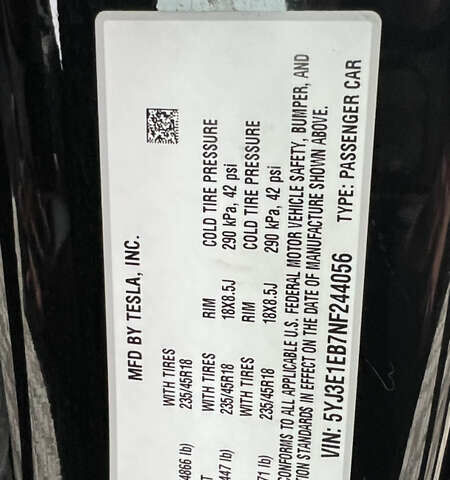 MFD BY TESLA, INC.
4866 lb) WITH TIRES RIM COLD TIRE PRESSURE
235/45R18 18X8.5J 290 kPa, 42 psi
WITH TIRES RIM COLD TIRE PRESSURE
447 lb) 235/45R18 18X8.5J 290 kPa, 42 psi
WITH TIRES
71 lb) 235/45R18
CONFORMS TO ALL APPLICABLE U.S. FEDERAL MOTOR VEHICLE SAFETY, BUMPER, AND
TION STANDARDS IN EFFECT ON THE DATE OF MANUFACTURE SHOWN ABOVE.
VIN: 5YJ3E1EB7NF244056 TYPE: PASSENGER CAR